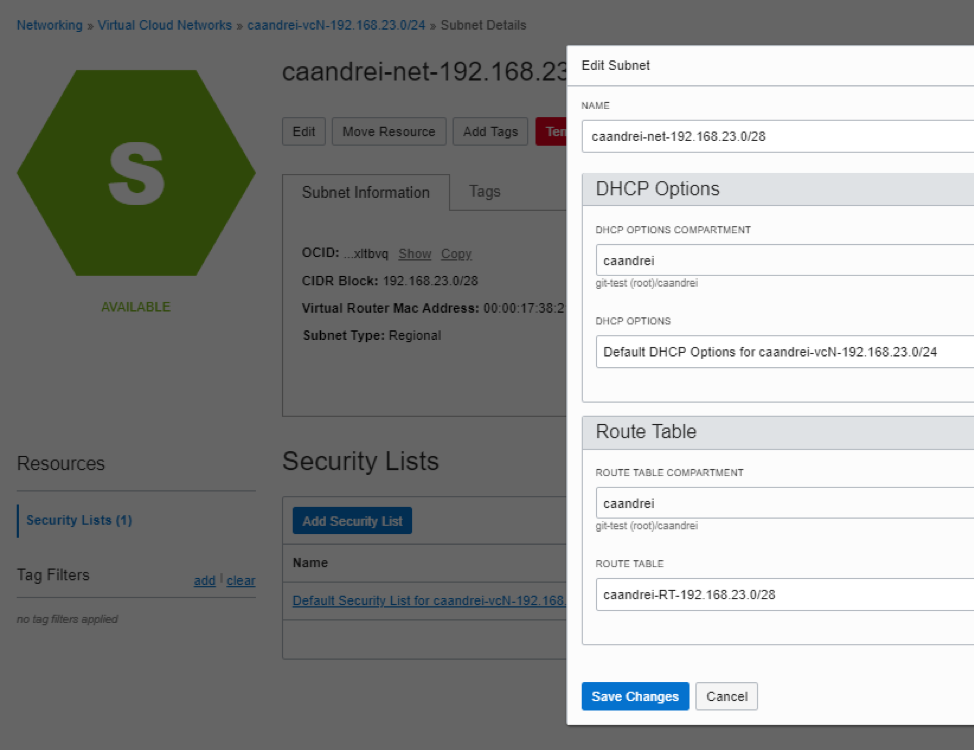 Networking » Virtual Cloud Networks » caandrei-vcN-192.168.23.0/24 » Subnet Details
S
AVAILABLE
caandrei-net-192.168.23
Edit
Move Resource
Add Tags
Subnet Information
Tags
OCID: ...xltbvq Show Copy
CIDR Block: 192.168.23.0/28
Virtual Router Mac Address: 00:00:17:38:2
Subnet Type: Regional
Resources
Security Lists (1)
Tag Filters
add | clear
no tag filters applied
Security Lists
Add Security List
Name
Default Security List for caandrei-vcN-192.168.
Edit Subnet
NAME
caandrei-net-192.168.23.0/28
DHCP Options
DHCP OPTIONS COMPARTMENT
caandrei
git-test (root)/caandrei
DHCP OPTIONS
Default DHCP Options for caandrei-vcN-192.168.23.0/24
Route Table
ROUTE TABLE COMPARTMENT
caandrei
git-test (root)/caandrei
ROUTE TABLE
caandrei-RT-192.168.23.0/28
Save Changes
Cancel